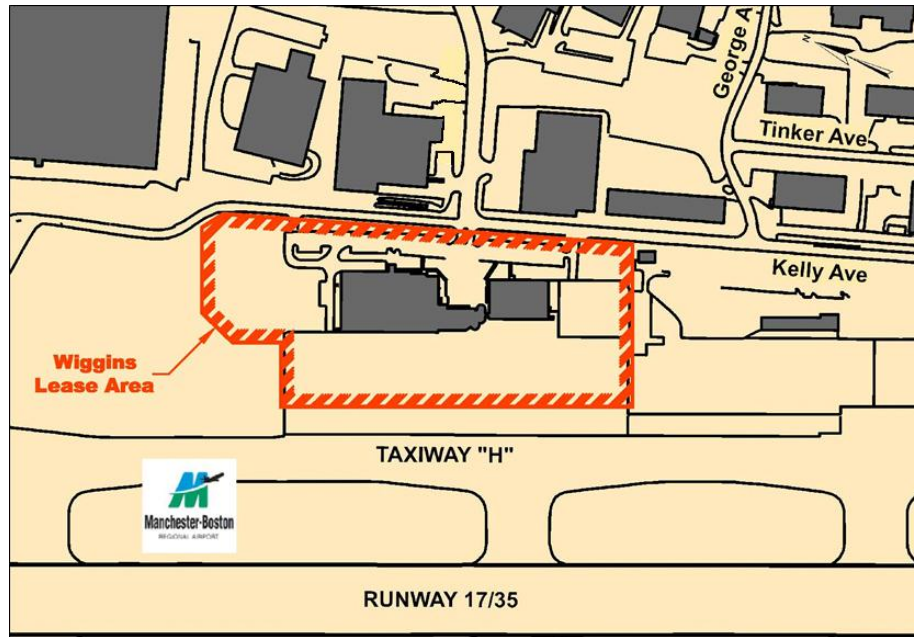 George A
N
Tinker Ave
Kelly Ave
Wiggins
Lease Area
TAXIWAY "H"
M
Manchester-Boston
REGIONAL AIRPORT
RUNWAY 17/35